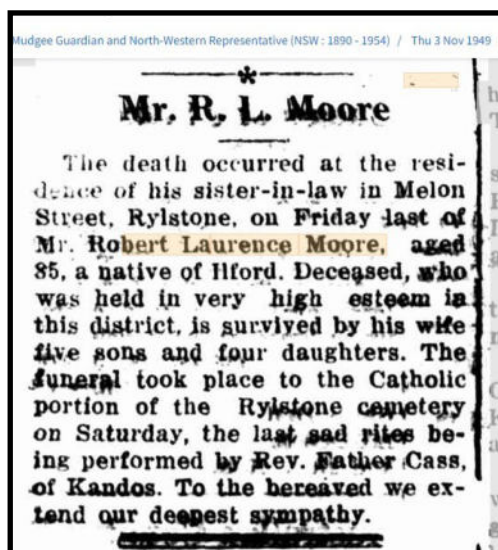 Mudgee Guardian and North-Western Representative (NSW : 1890 - 1954) / Thu 3 Nov 1949
Mr. R. L. Moore
The death occurred at the resi-
dence of his sister-in-law in Melon
Street, Rylstone, on Friday last of
Mr. Robert Laurence Moore, aged
85, a native of Ilford. Deceased, who
was held in very high esteem in
this district, is survived by his wife
five sons and four daughters. The
funeral took place to the Catholic
portion of the Rylstone cemetery
on Saturday, the last sad rites be-
ing performed by Rev. Father Cass,
of Kandos. To the bereaved we ex-
tend our deepest sympathy.